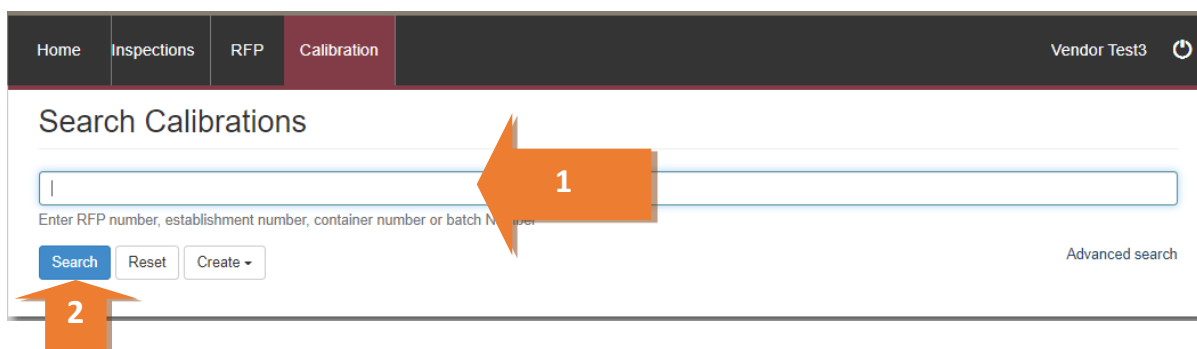 Home Inspections RFP Calibration Vendor Test3
Search Calibrations
1
Enter RFP number, establishment number, container number or batch Number
Search Reset Create Advanced search
2